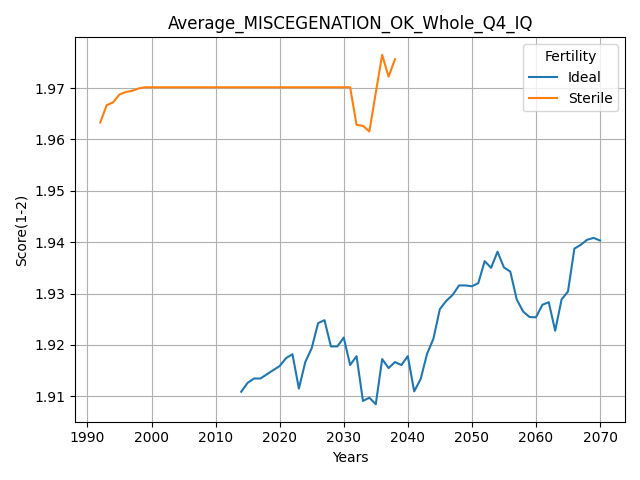 Average_MISCEGENATION_OK_Whole_Q4_IQ
Fertility
Ideal
Sterile
Score(1-2)
1.97
1.96
1.95
1.94
1.93
1.92
1.91
1990 2000 2010 2020 2030 2040 2050 2060 2070
Years